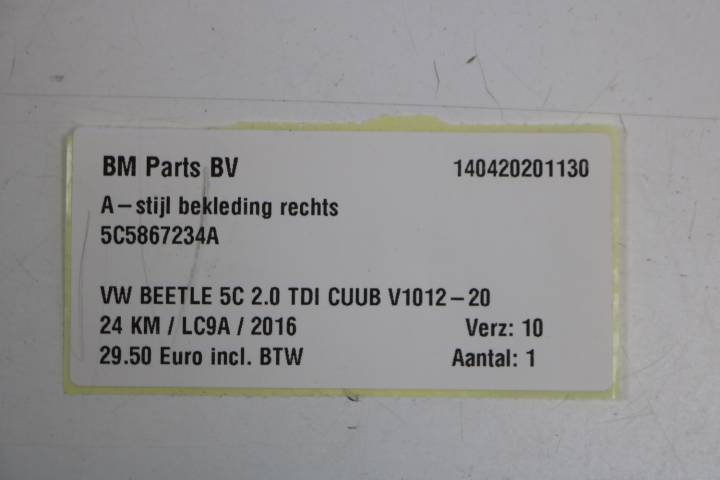 BM Parts BV 140420201130
A-stijl bekleding rechts
5C5867234A
VW BEETLE 5C 2.0 TDI CUUB V1012-20
24 KM / LC9A / 2016 Verz: 10
29.50 Euro incl. BTW Aantal: 1